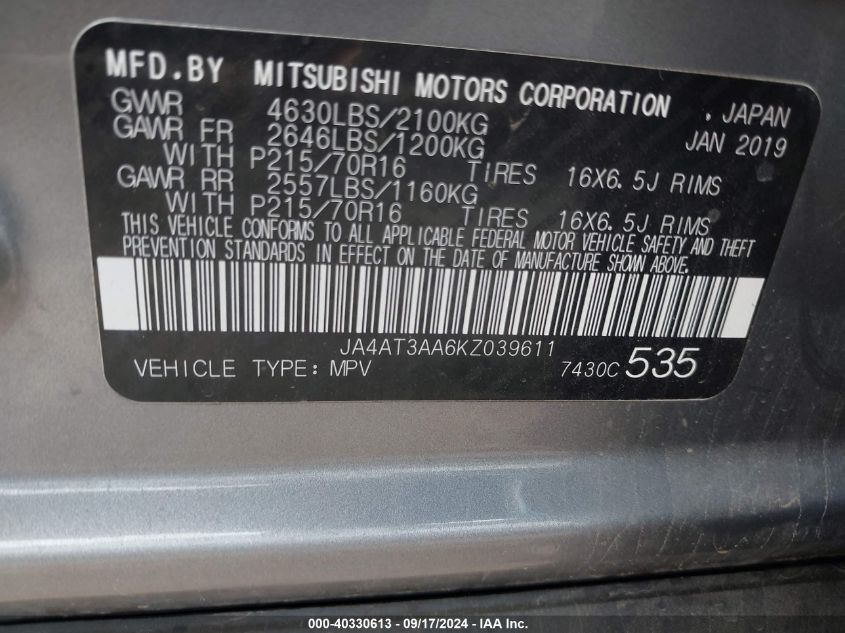 MFD.BY MITSUBISHI MOTORS CORPORATION , JAPAN
GVWR 4630LBS/2100KG JAN 2019
GAWR FR 2646LBS/1200KG
WITH P215/70R16 TIRES 16X6.5J RIMS
GAWR RR 2557LBS/1160KG
WITH P215/70R16 TIRES 16X6.5J RIMS
THIS VEHICLE CONFORMS TO ALL APPLICABLE FEDERAL MOTOR VEHICLE SAFETY AND THEFT
PREVENTION STANDARDS IN EFFECT ON THE DATE OF MANUFACTURE SHOWN ABOVE.
JA4AT3AA6KZ039611
VEHICLE TYPE: MPV 7430C 535
000-40330613 - 09/17/2024 - IAAI.com